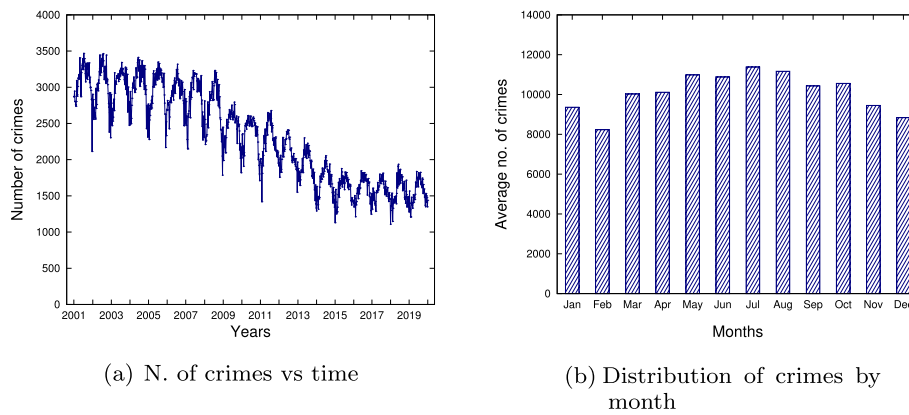 4000
3500
3000
2500
2000
1500
1000
500
0
Number of crimes
2001 2003 2005 2007 2009 2011 2013 2015 2017 2019
Years
(a) N. of crimes vs time
14000
12000
10000
8000
6000
4000
2000
0
Average no. of crimes
Jan Feb Mar Apr May Jun Jul Aug Sep Oct Nov Dec
Months
(b) Distribution of crimes by
month